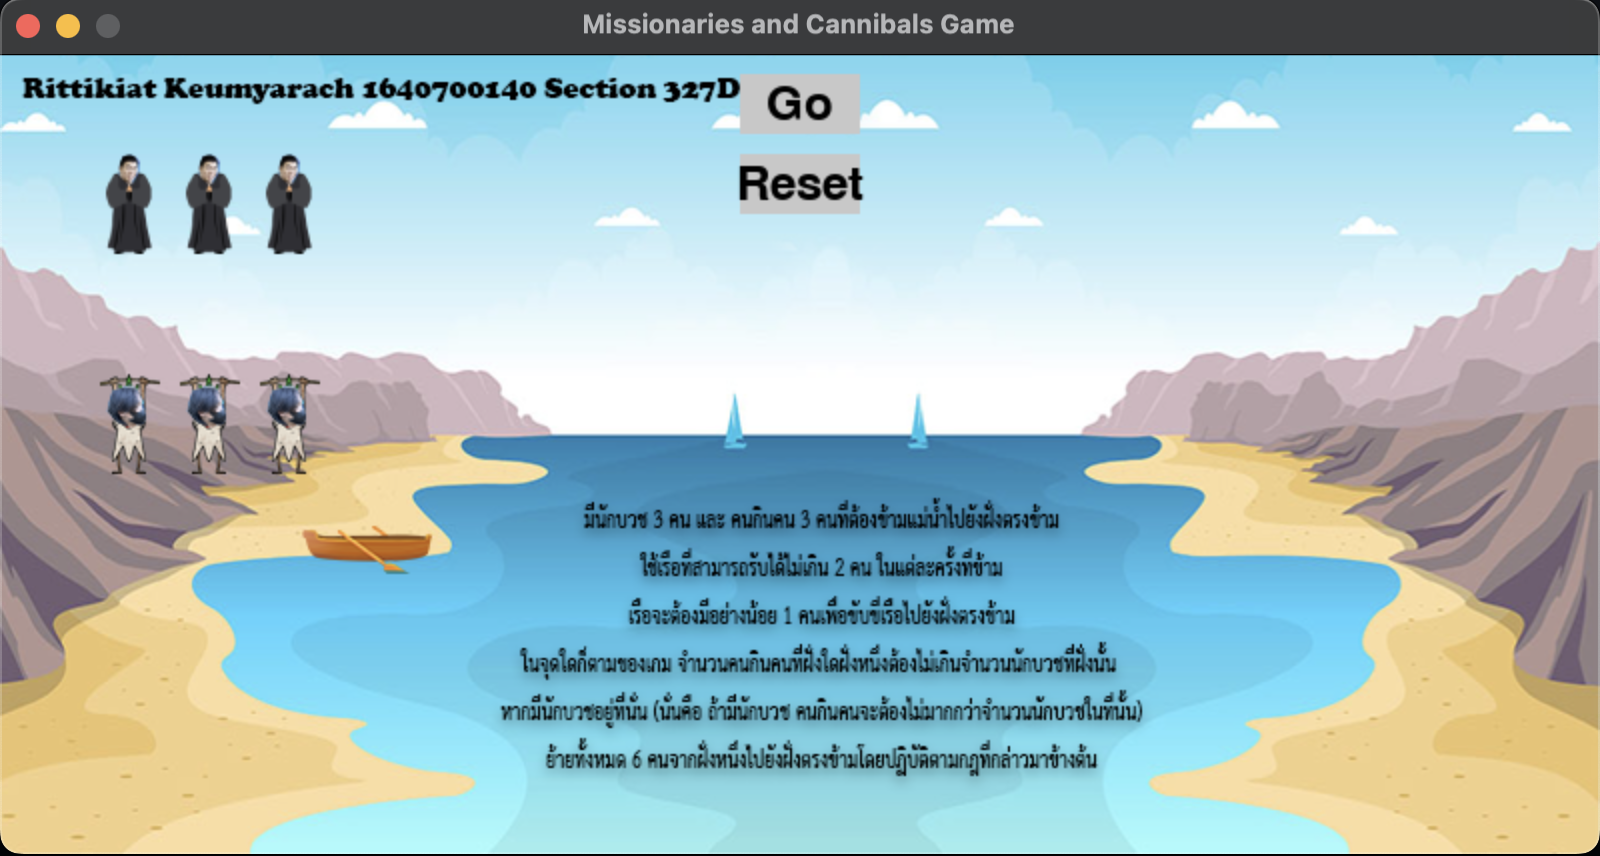 Missionaries and Cannibals Game
Rittikiat Keumyarach 1640700140 Section 327D
Go
Reset
มีนักบวช 3 คน และ คนกินคน 3 คนที่ต้องข้ามแม่น้ำไปยังฝั่งตรงข้าม
ใช้เรือที่สามารถรับได้ไม่เกิน 2 คน ในแต่ละครั้งที่ข้าม
เรือจะต้องมีอย่างน้อย 1 คนเพื่อขับขี่เรือไปยังฝั่งตรงข้าม
ในจุดใดก็ตามของเกม จำนวนคนกินคนที่ฝั่งใดฝั่งหนึ่งต้องไม่เกินจำนวนนักบวชที่ฝั่งนั้น
หากมีนักบวชอยู่ที่นั่น (นั่นคือ ถ้ามีนักบวช คนกินคนจะต้องไม่มากกว่าจำนวนนักบวชในที่นั้น)
ย้ายทั้งหมด 6 คนจากฝั่งหนึ่งไปยังฝั่งตรงข้ามโดยปฏิบัติตามกฎที่กล่าวมาข้างต้น